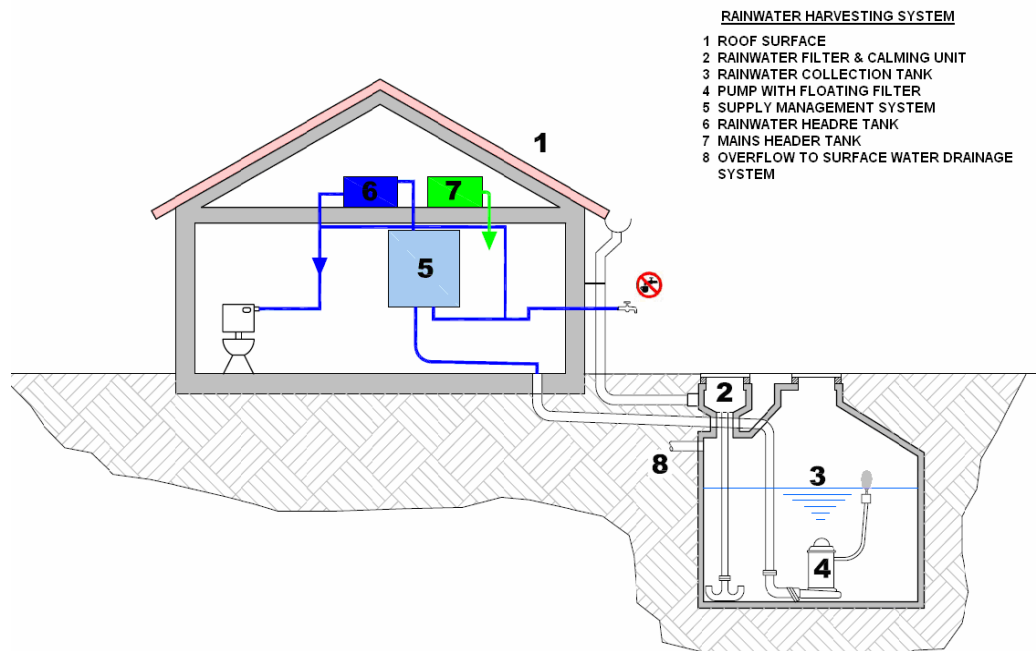 RAINWATER HARVESTING SYSTEM
1 ROOF SURFACE
2 RAINWATER FILTER & CALMING UNIT
3 RAINWATER COLLECTION TANK
4 PUMP WITH FLOATING FILTER
5 SUPPLY MANAGEMENT SYSTEM
6 RAINWATER HEADRE TANK
7 MAINS HEADER TANK
8 OVERFLOW TO SURFACE WATER DRAINAGE
SYSTEM
1
6
7
5
2
8
3
4